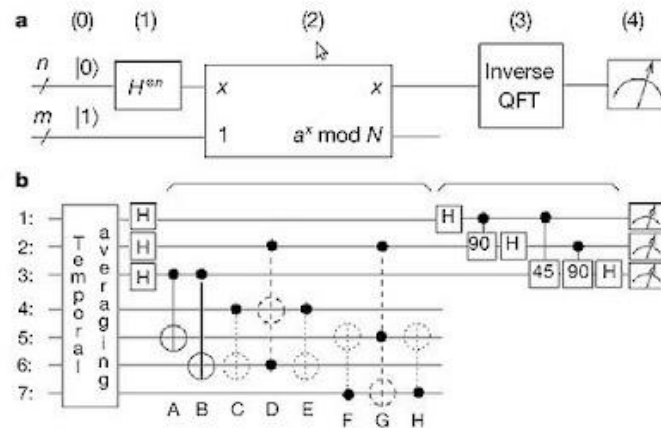 a (0) (1) (2) (3) (4)
n |0⟩ H⊗n x x Inverse QFT
m |1⟩ 1 aˣ mod N
b
Temporal averaging
1: H H
2: H 90 H
3: H 45 90 H
4:
5:
6:
7:
A B C D E F G H